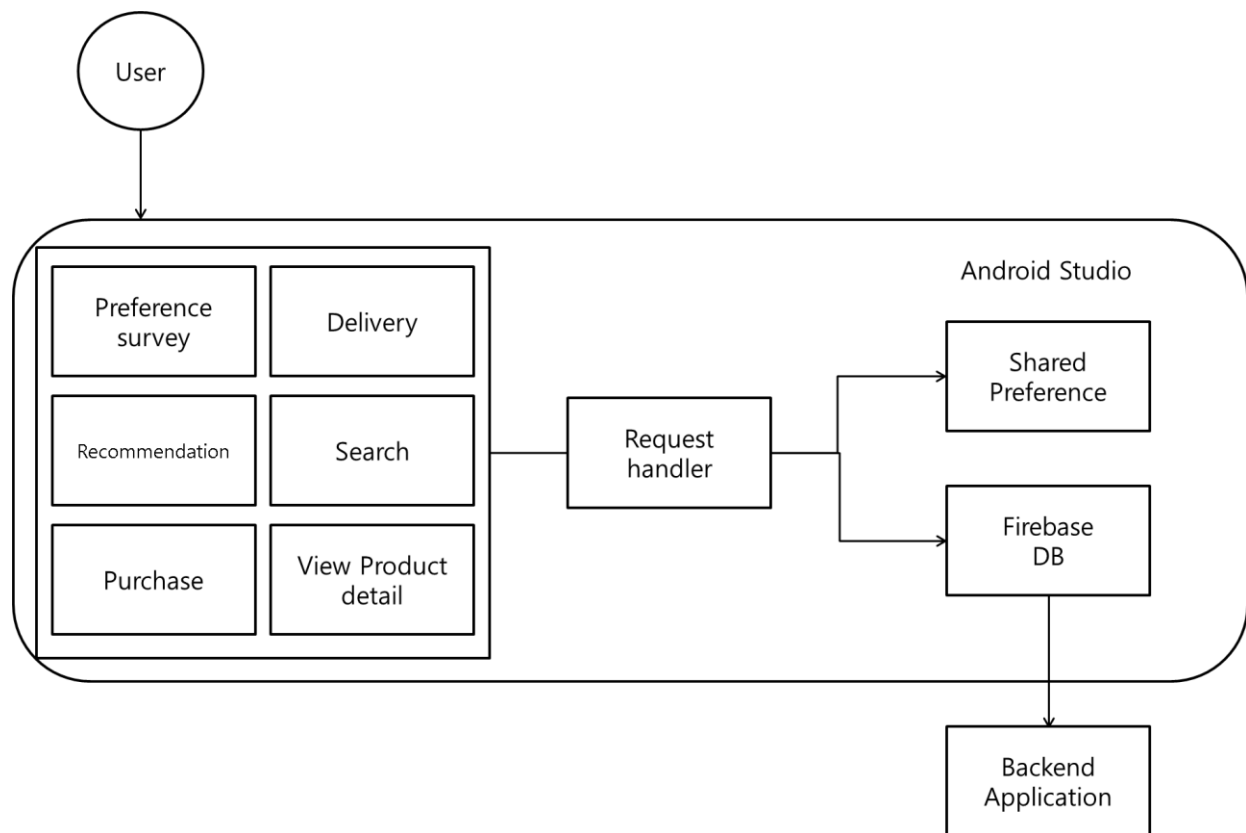 User
Android Studio
Preference
survey
Delivery
Shared
Preference
Recommendation
Search
Request
handler
Purchase
View Product
detail
Firebase
DB
Backend
Application